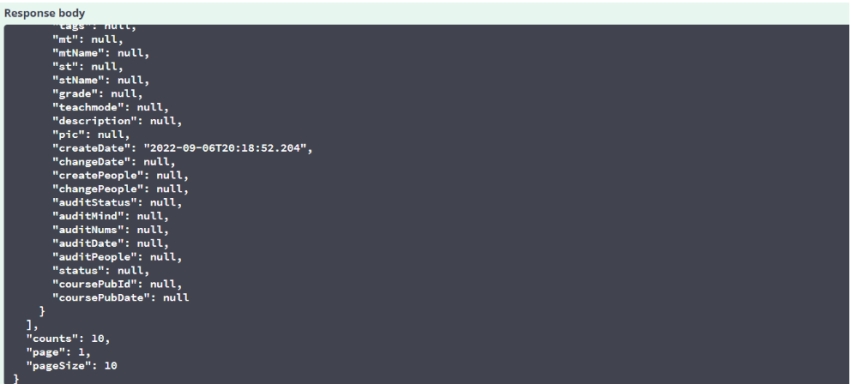 Response body
"tags": null,
"mt": null,
"mtName": null,
"st": null,
"stName": null,
"grade": null,
"teachmode": null,
"description": null,
"pic": null,
"createDate": "2022-09-06T20:18:52.204",
"changeDate": null,
"createPeople": null,
"changePeople": null,
"auditStatus": null,
"auditMind": null,
"auditNums": null,
"auditDate": null,
"auditPeople": null,
"status": null,
"coursePubId": null,
"coursePubDate": null
}
],
"counts": 10,
"page": 1,
"pageSize": 10
}